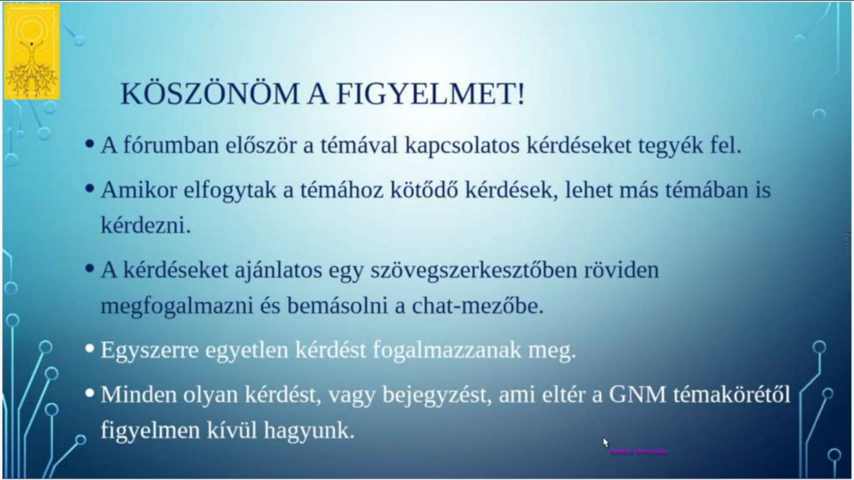 KÖSZÖNÖM A FIGYELMET!
• A fórumban először a témával kapcsolatos kérdéseket tegyék fel.
• Amikor elfogytak a témához kötődő kérdések, lehet más témában is
kérdezni.
• A kérdéseket ajánlatos egy szövegszerkesztőben röviden
megfogalmazni és bemásolni a chat-mezőbe.
• Egyszerre egyetlen kérdést fogalmazzanak meg.
• Minden olyan kérdést, vagy bejegyzést, ami eltér a GNM témakörétől
figyelmen kívül hagyunk.